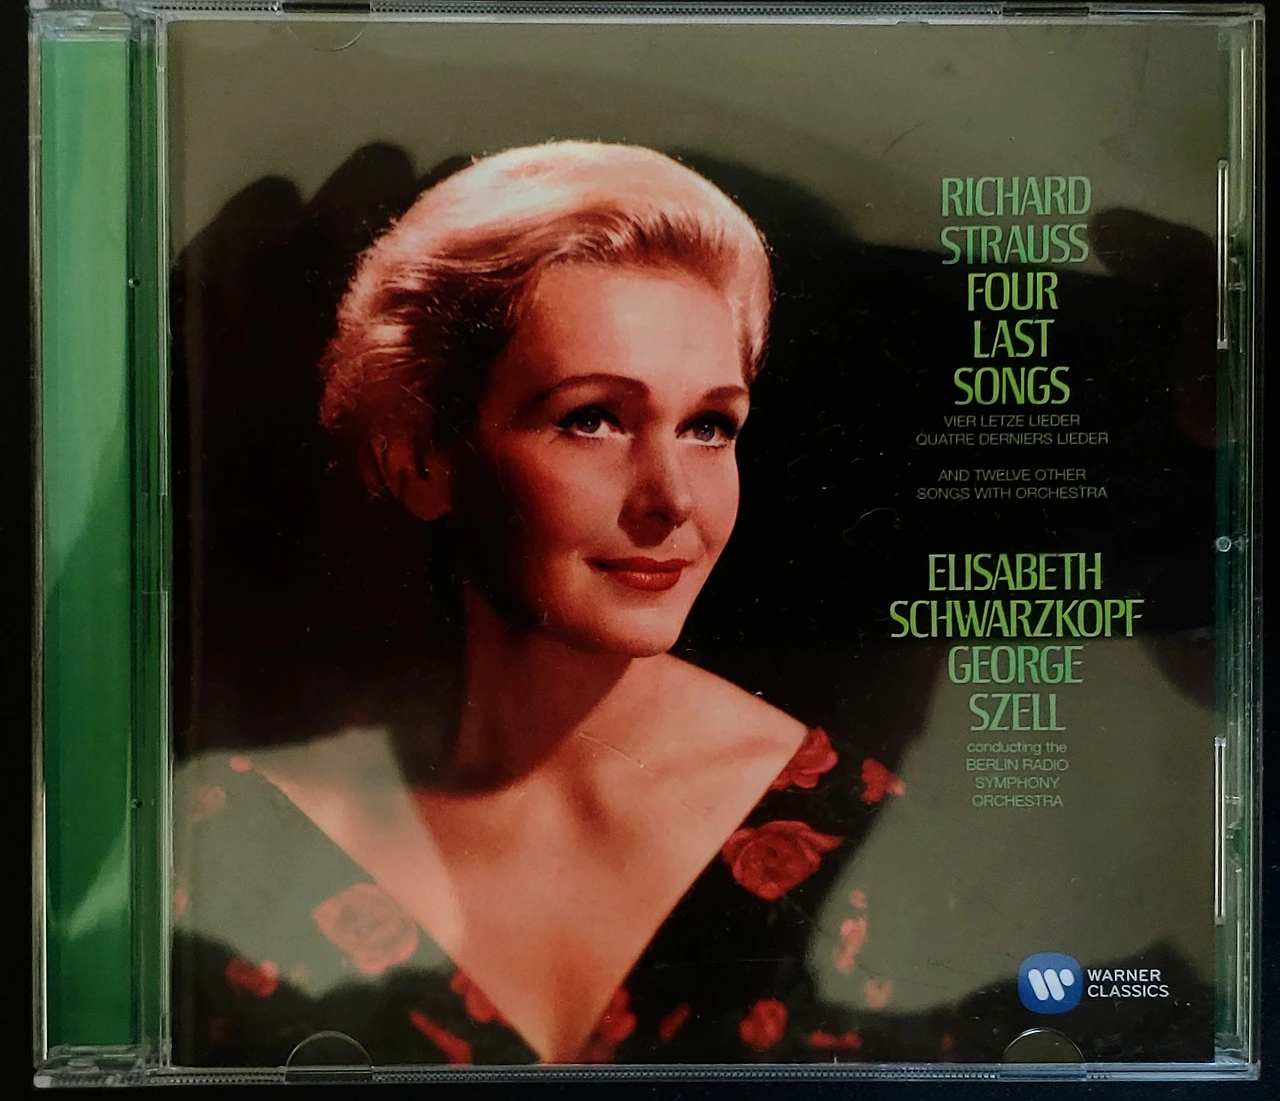 RICHARD
STRAUSS
FOUR
LAST
SONGS
VIER LETZE LIEDER
QUATRE DERNIERS LIEDER
AND TWELVE OTHER
SONGS WITH ORCHESTRA
ELISABETH
SCHWARZKOPF
GEORGE
SZELL
conducting the
BERLIN RADIO
SYMPHONY
ORCHESTRA
WARNER
CLASSICS